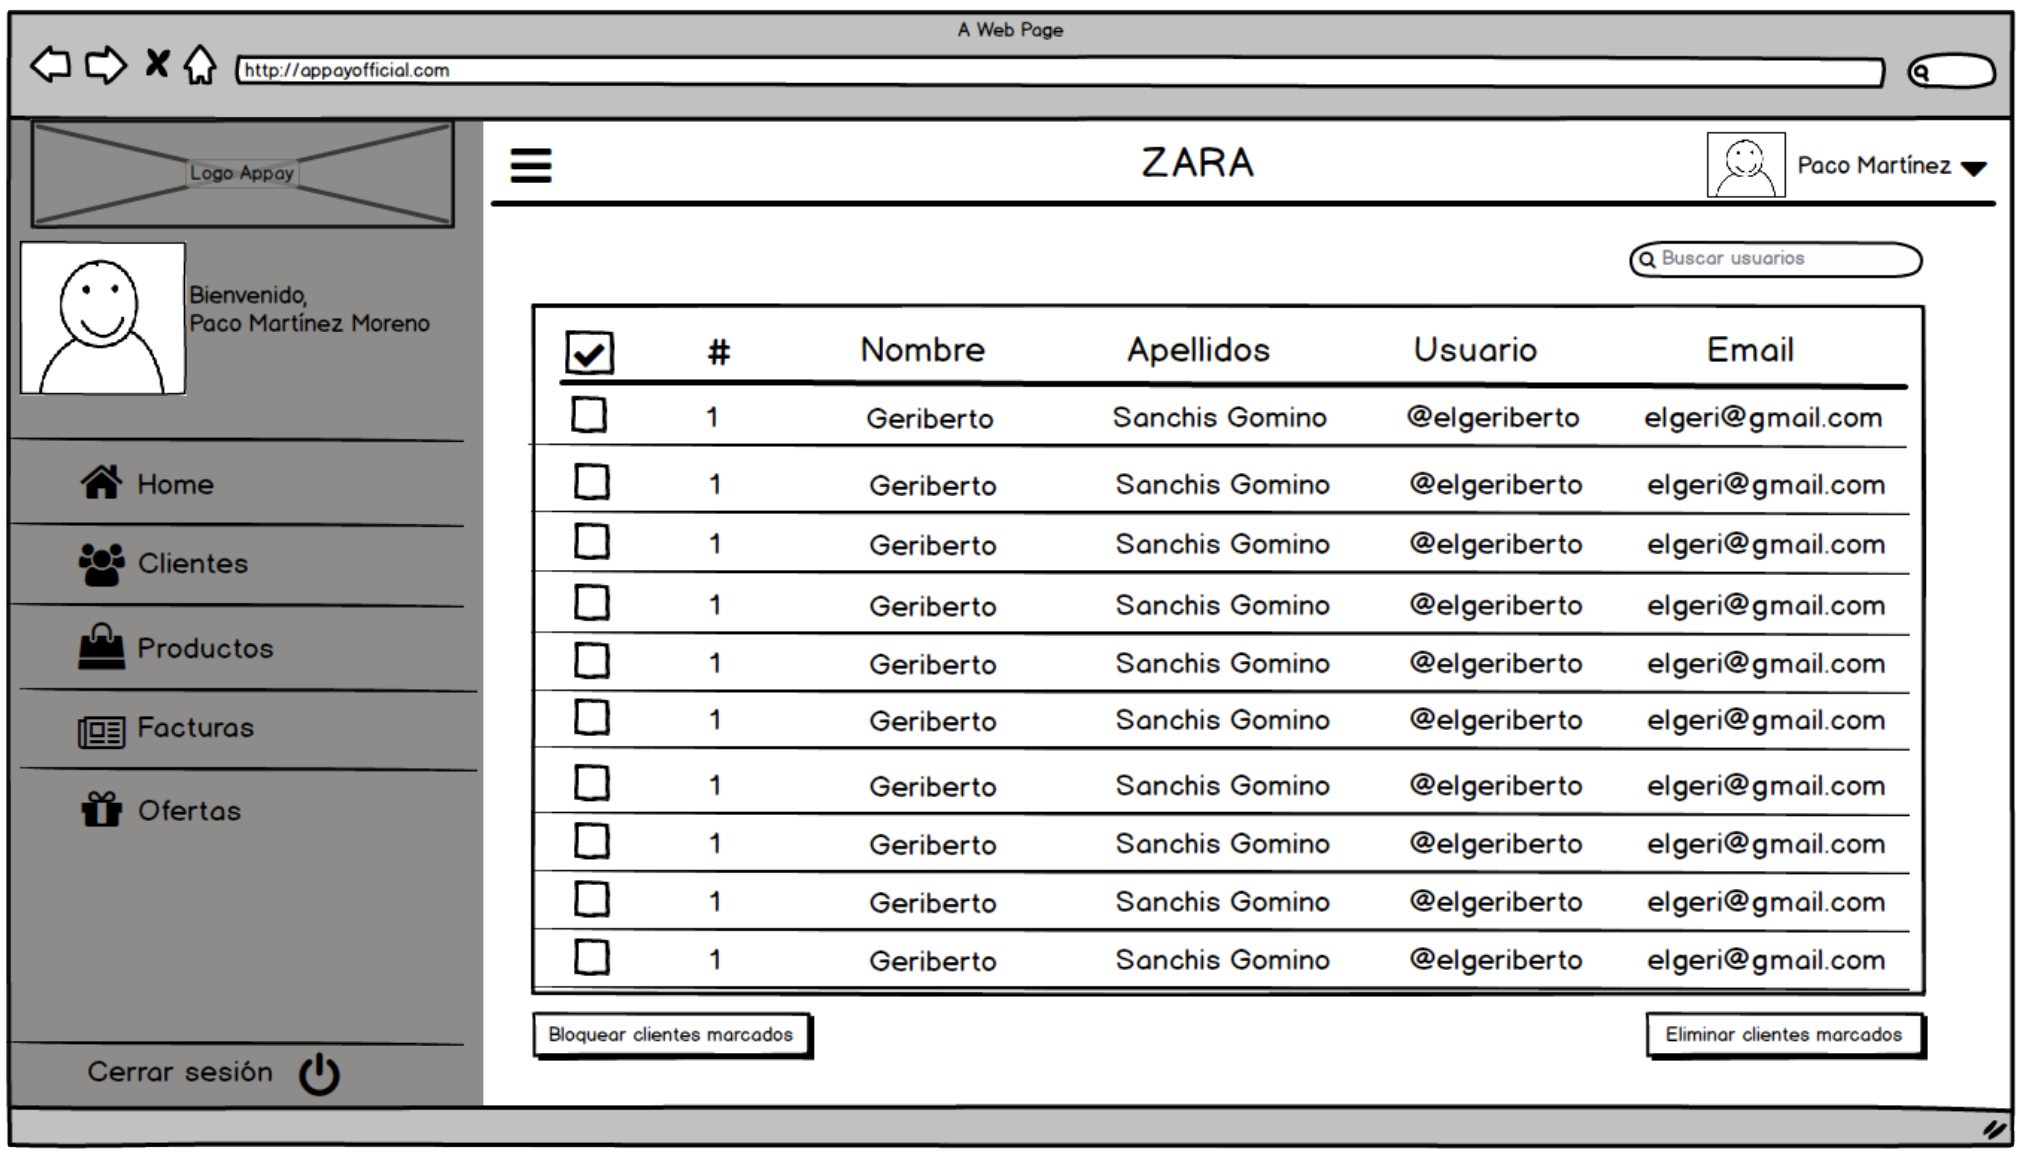 A Web Page
http://appayofficial.com
Logo Appay
ZARA
Paco Martínez
Bienvenido,
Paco Martínez Moreno
Home
Clientes
Productos
Facturas
Ofertas
Cerrar sesión
Buscar usuarios
# Nombre Apellidos Usuario Email
1 Geriberto Sanchis Gomino @elgeriberto elgeri@gmail.com
1 Geriberto Sanchis Gomino @elgeriberto elgeri@gmail.com
1 Geriberto Sanchis Gomino @elgeriberto elgeri@gmail.com
1 Geriberto Sanchis Gomino @elgeriberto elgeri@gmail.com
1 Geriberto Sanchis Gomino @elgeriberto elgeri@gmail.com
1 Geriberto Sanchis Gomino @elgeriberto elgeri@gmail.com
1 Geriberto Sanchis Gomino @elgeriberto elgeri@gmail.com
1 Geriberto Sanchis Gomino @elgeriberto elgeri@gmail.com
1 Geriberto Sanchis Gomino @elgeriberto elgeri@gmail.com
1 Geriberto Sanchis Gomino @elgeriberto elgeri@gmail.com
Bloquear clientes marcados
Eliminar clientes marcados